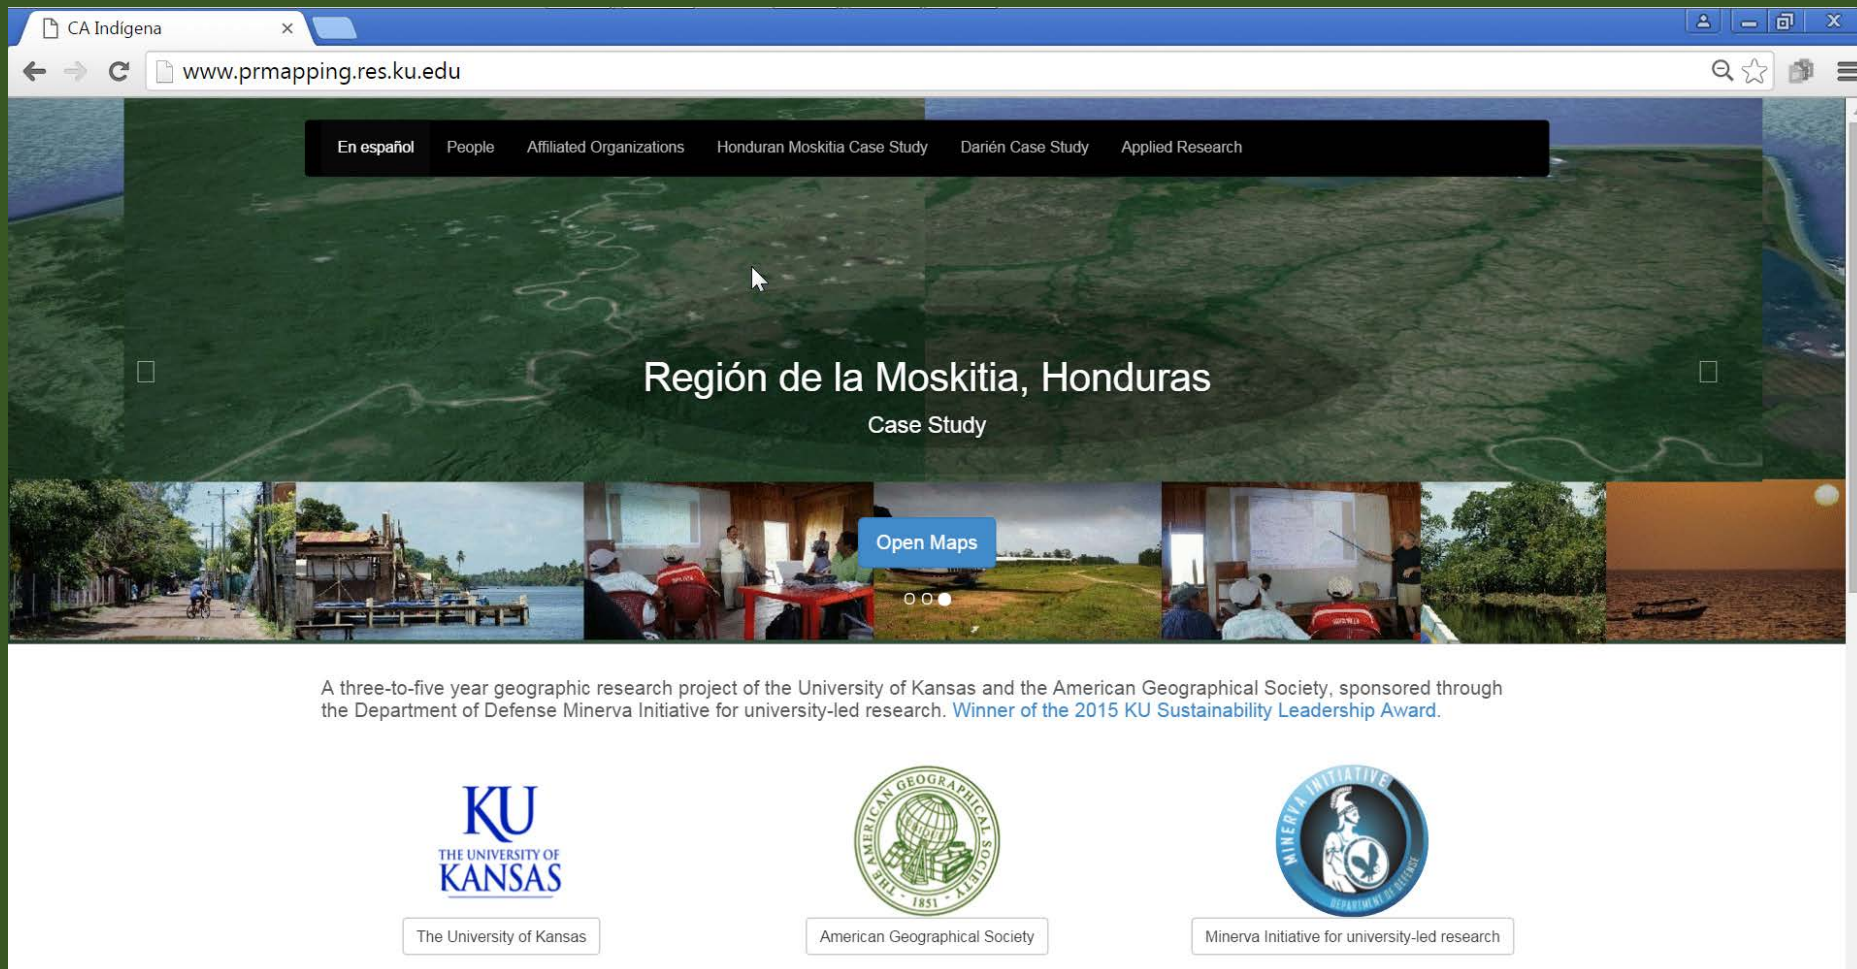 CA Indígena
www.prmapping.res.ku.edu
En español People Affiliated Organizations Honduran Moskitia Case Study Darién Case Study Applied Research
Región de la Moskitia, Honduras
Case Study
Open Maps
A three-to-five year geographic research project of the University of Kansas and the American Geographical Society, sponsored through
the Department of Defense Minerva Initiative for university-led research. Winner of the 2015 KU Sustainability Leadership Award.
KU
THE UNIVERSITY OF
KANSAS
THE AMERICAN GEOGRAPHICAL SOCIETY
UBIQUE
- 1851 -
MINERVA INITIATIVE
DEPARTMENT OF DEFENSE
The University of Kansas
American Geographical Society
Minerva Initiative for university-led research